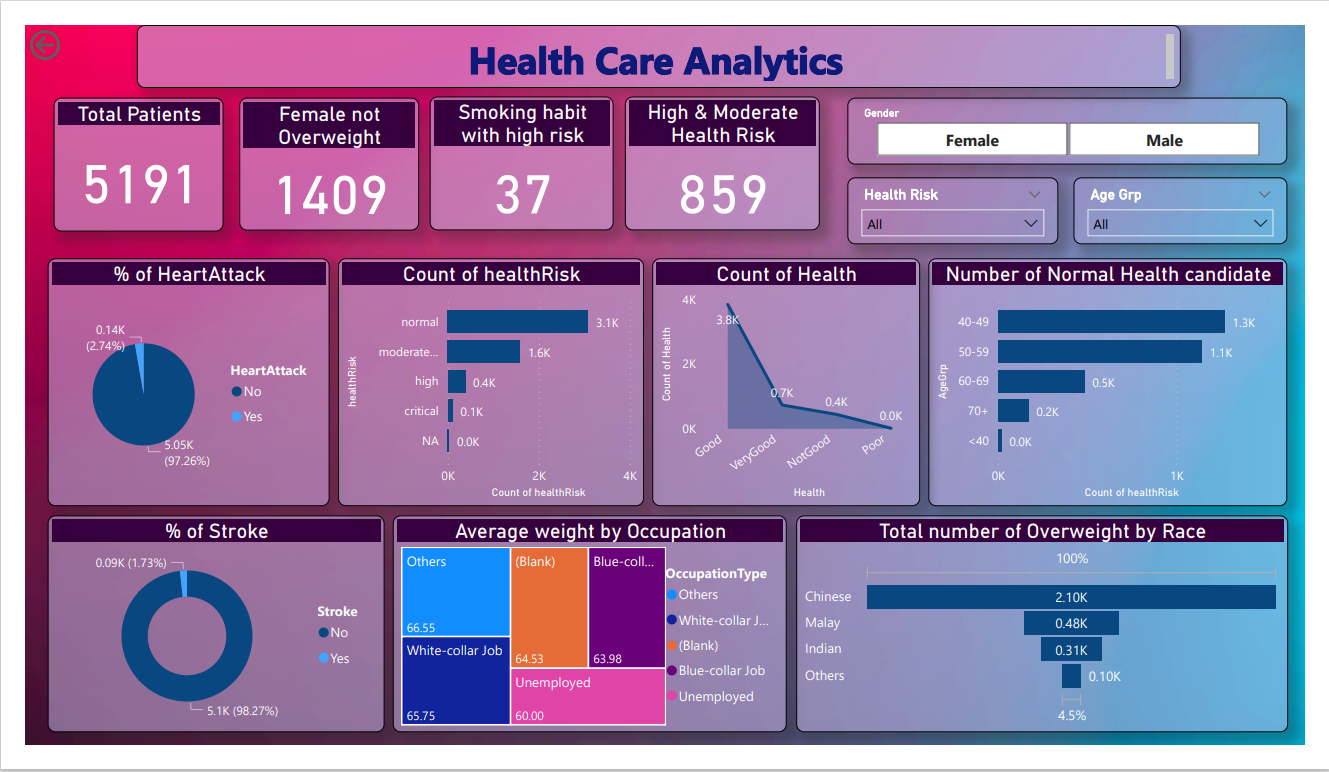 Health Care Analytics
Total Patients
5191
Female not
Overweight
1409
Smoking habit
with high risk
37
High & Moderate
Health Risk
859
Gender
Female
Male
Health Risk
All
Age Grp
All
% of HeartAttack
0.14K
(2.74%)
5.05K
(97.26%)
HeartAttack
No
Yes
Count of healthRisk
healthRisk
normal
3.1K
moderate...
1.6K
high
0.4K
critical
0.1K
NA
0.0K
0K
2K
4K
Count of healthRisk
Count of Health
Count of Health
4K
2K
0K
3.8K
0.7K
0.4K
0.0K
Good
VeryGood
NotGood
Poor
Health
Number of Normal Health candidate
AgeGrp
40-49
1.3K
50-59
1.1K
60-69
0.5K
70+
0.2K
<40
0.0K
0K
1K
Count of healthRisk
% of Stroke
0.09K (1.73%)
5.1K (98.27%)
Stroke
No
Yes
Average weight by Occupation
Others
66.55
White-collar Job
65.75
(Blank)
64.53
Blue-coll...
63.98
Unemployed
60.00
OccupationType
Others
White-collar J...
(Blank)
Blue-collar Job
Unemployed
Total number of Overweight by Race
100%
Chinese
2.10K
Malay
0.48K
Indian
0.31K
Others
0.10K
4.5%